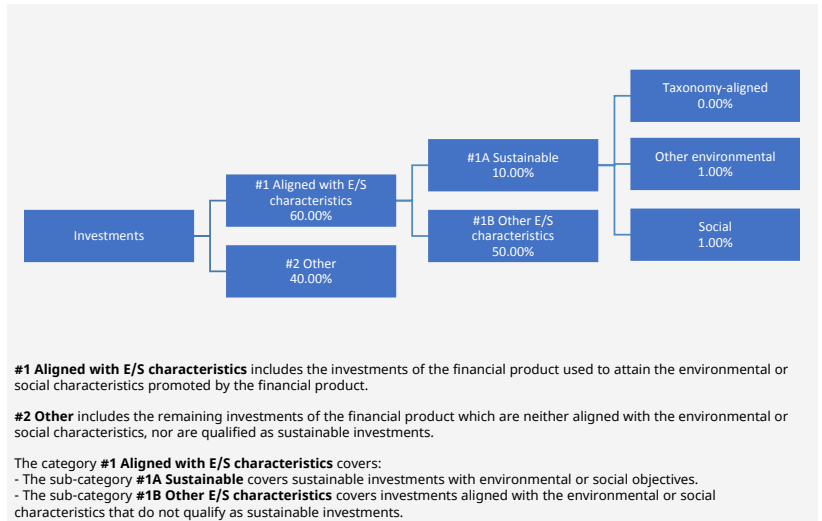 Taxonomy-aligned
0.00%
#1A Sustainable
10.00%
Other environmental
1.00%
#1 Aligned with E/S
characteristics
60.00%
Investments
#1B Other E/S
characteristics
50.00%
Social
1.00%
#2 Other
40.00%
#1 Aligned with E/S characteristics includes the investments of the financial product used to attain the environmental or
social characteristics promoted by the financial product.
#2 Other includes the remaining investments of the financial product which are neither aligned with the environmental or
social characteristics, nor are qualified as sustainable investments.
The category #1 Aligned with E/S characteristics covers:
- The sub-category #1A Sustainable covers sustainable investments with environmental or social objectives.
- The sub-category #1B Other E/S characteristics covers investments aligned with the environmental or social
characteristics that do not qualify as sustainable investments.